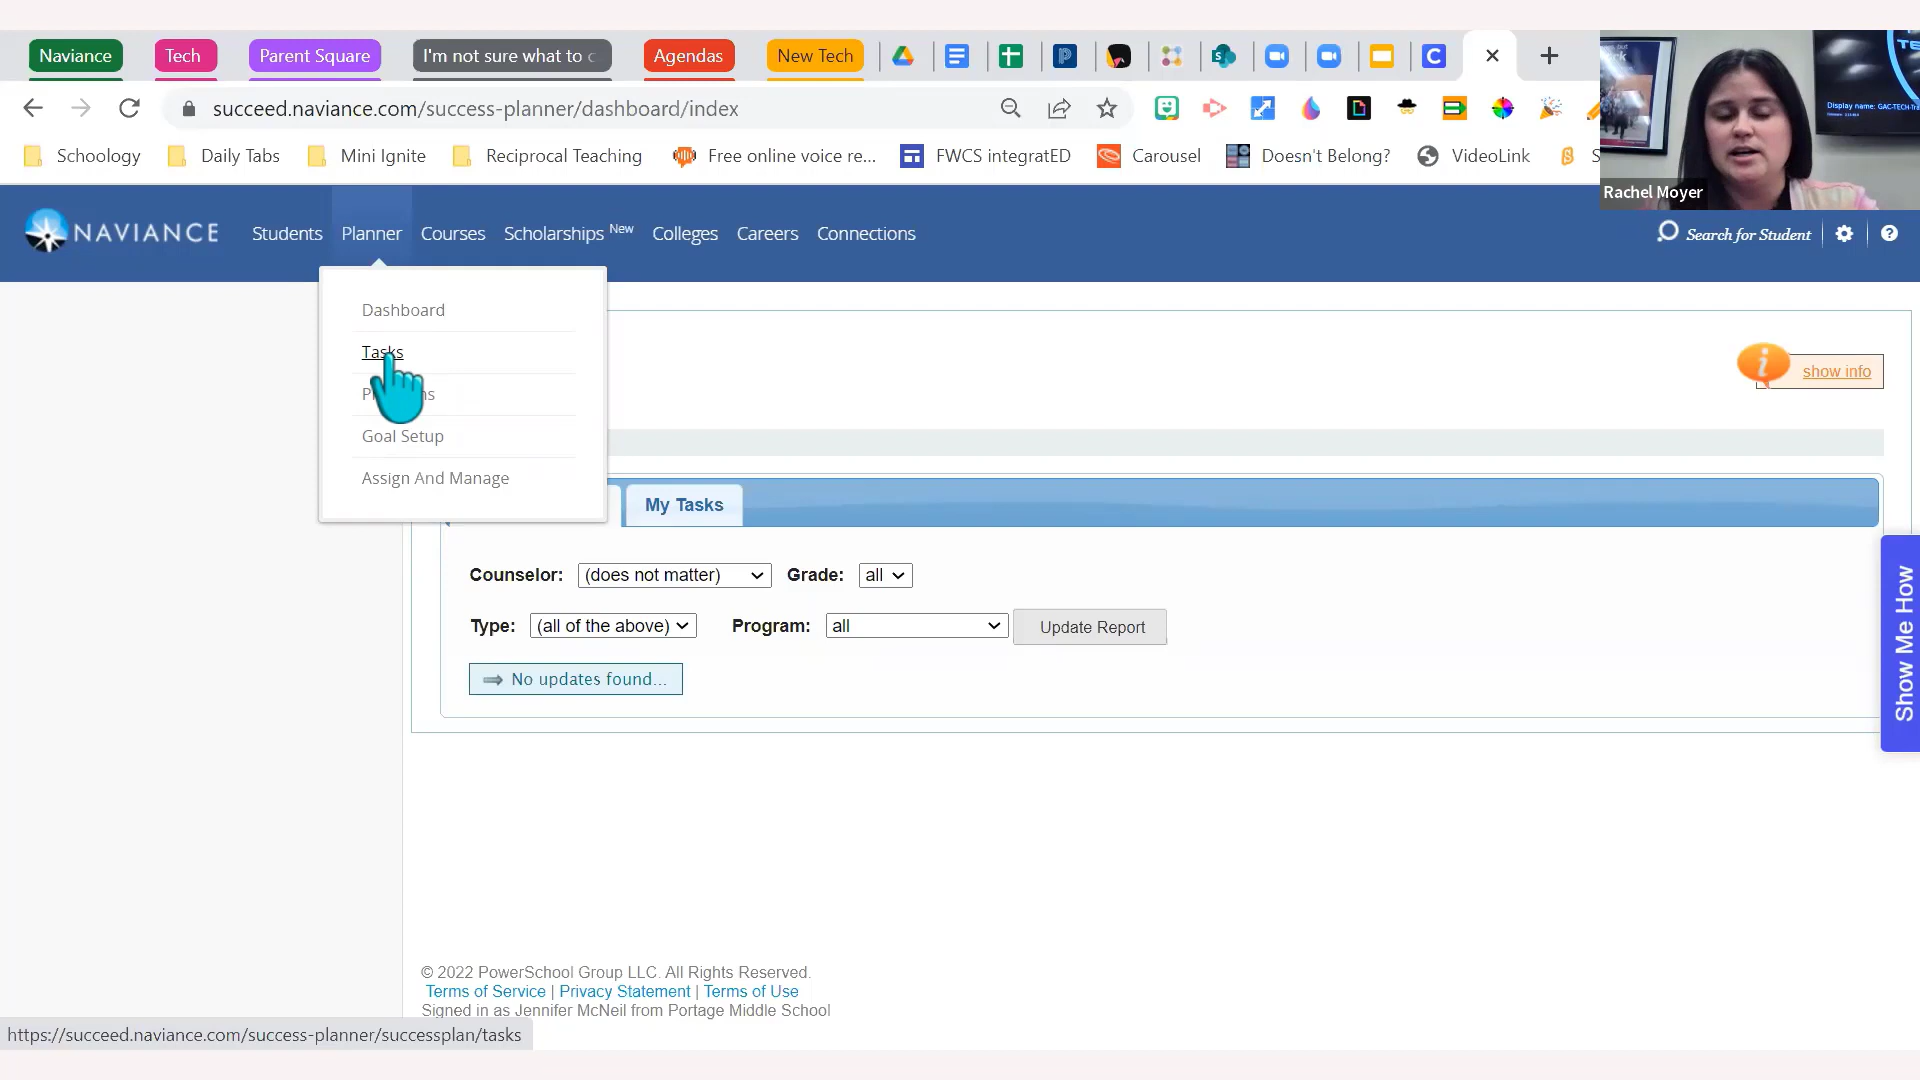 Naviance
Tech
Parent Square
I'm not sure what to c
Agendas
New Tech
succeed.naviance.com/success-planner/dashboard/index
Schoology
Daily Tabs
Mini Ignite
Reciprocal Teaching
Free online voice re...
FWCS integratED
Carousel
Doesn't Belong?
VideoLink
S
Display name: GAC-TECH-Tra
Rachel Moyer
NAVIANCE
Students
Planner
Courses
Scholarships New
Colleges
Careers
Connections
Search for Student
Dashboard
Tasks
Goal Setup
Assign And Manage
show info
My Tasks
Counselor: (does not matter) Grade: all
Type: (all of the above) Program: all Update Report
No updates found...
Show Me How
© 2022 PowerSchool Group LLC. All Rights Reserved.
Terms of Service | Privacy Statement | Terms of Use
Signed in as Jennifer McNeil from Portage Middle School
https://succeed.naviance.com/success-planner/successplan/tasks